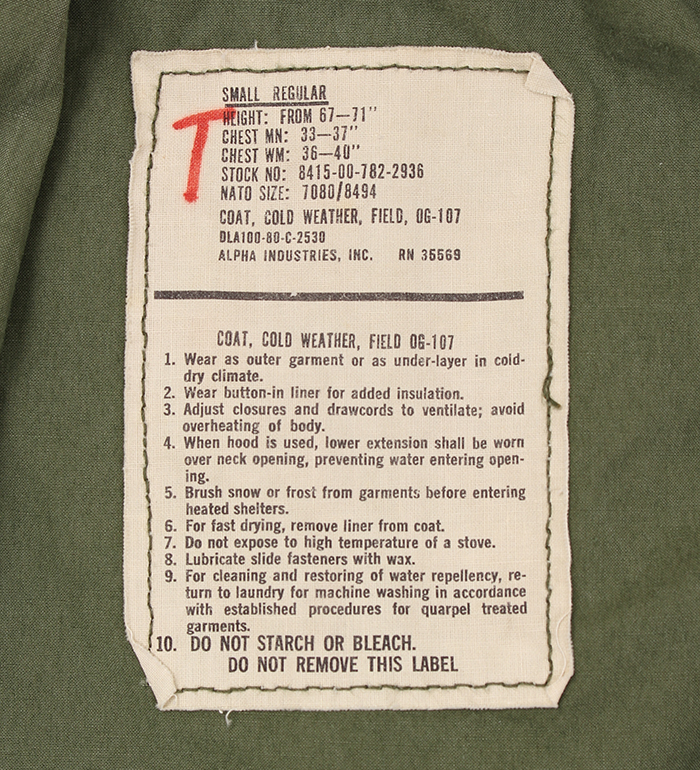 SMALL REGULAR
T
HEIGHT: FROM 67—71"
CHEST MN: 33—37"
CHEST WM: 36—40"
STOCK NO: 8415-00-782-2936
NATO SIZE: 7080/8494
COAT, COLD WEATHER, FIELD, OG-107
DLA100-80-C-2530
ALPHA INDUSTRIES, INC. RN 35569
COAT, COLD WEATHER, FIELD OG-107
1. Wear as outer garment or as under-layer in cold-
dry climate.
2. Wear button-in liner for added insulation.
3. Adjust closures and drawcords to ventilate; avoid
overheating of body.
4. When hood is used, lower extension shall be worn
over neck opening, preventing water entering open-
ing.
5. Brush snow or frost from garments before entering
heated shelters.
6. For fast drying, remove liner from coat.
7. Do not expose to high temperature of a stove.
8. Lubricate slide fasteners with wax.
9. For cleaning and restoring of water repellency, re-
turn to laundry for machine washing in accordance
with established procedures for quarpel treated
garments.
10. DO NOT STARCH OR BLEACH.
DO NOT REMOVE THIS LABEL